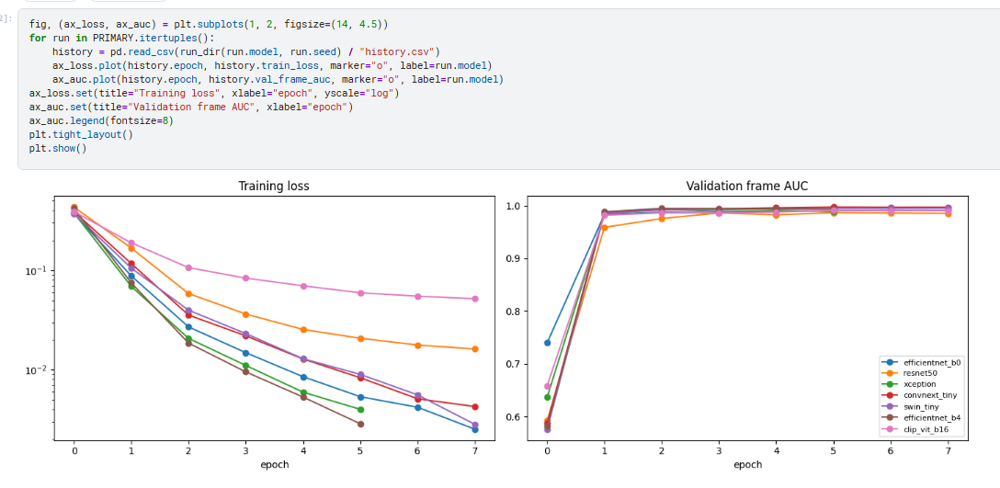 2]:
fig, (ax_loss, ax_auc) = plt.subplots(1, 2, figsize=(14, 4.5))
for run in PRIMARY.itertuples():
    history = pd.read_csv(run_dir(run.model, run.seed) / "history.csv")
    ax_loss.plot(history.epoch, history.train_loss, marker="o", label=run.model)
    ax_auc.plot(history.epoch, history.val_frame_auc, marker="o", label=run.model)
ax_loss.set(title="Training loss", xlabel="epoch", yscale="log")
ax_auc.set(title="Validation frame AUC", xlabel="epoch")
ax_auc.legend(fontsize=8)
plt.tight_layout()
plt.show()
Training loss
10⁻¹
10⁻²
0 1 2 3 4 5 6 7
epoch
Validation frame AUC
1.0
0.9
0.8
0.7
0.6
efficientnet_b0
resnet50
xception
convnext_tiny
swin_tiny
efficientnet_b4
clip_vit_b16
0 1 2 3 4 5 6 7
epoch